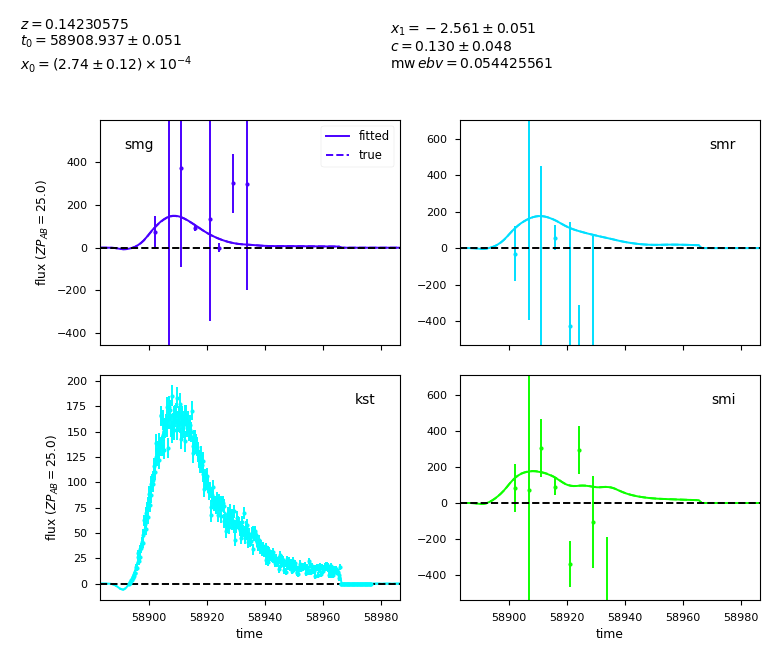 z = 0.14230575
t₀ = 58908.937 ± 0.051
x₀ = (2.74 ± 0.12) × 10⁻⁴
x₁ = −2.561 ± 0.051
c = 0.130 ± 0.048
mw ebv = 0.054425561
smg
fitted
true
400
200
0
−200
−400
flux (ZP_AB = 25.0)
smr
600
400
200
0
−200
−400
kst
200
175
150
125
100
75
50
25
0
flux (ZP_AB = 25.0)
58900 58920 58940 58960 58980
time
smi
600
400
200
0
−200
−400
58900 58920 58940 58960 58980
time